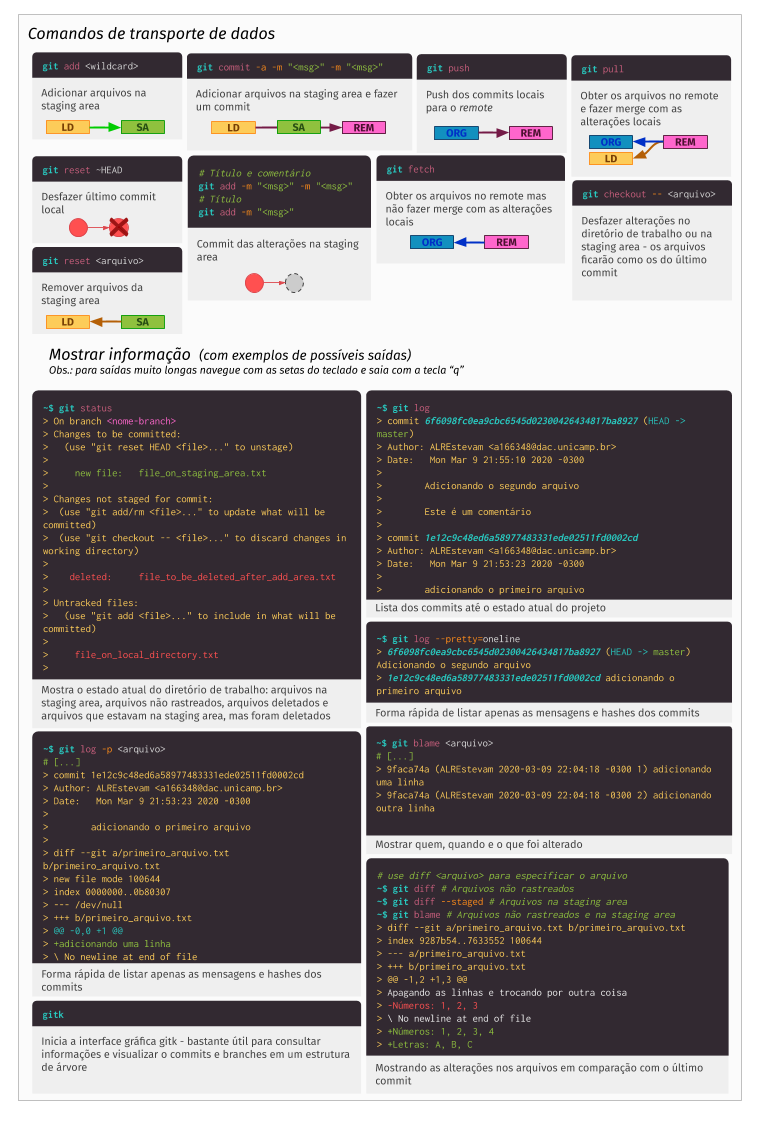 Comandos de transporte de dados
git add <wildcard>
Adicionar arquivos na
staging area
LD SA
git commit -a -m "<msg>" -m "<msg>"
Adicionar arquivos na staging area e fazer
um commit
LD SA REM
git push
Push dos commits locais
para o remote
ORG REM
git pull
Obter os arquivos no remote
e fazer merge com as
alterações locais
ORG REM
LD
git reset ~HEAD
Desfazer último commit
local
# Título e comentário
git add -m "<msg>" -m "<msg>"
# Título
git add -m "<msg>"
Commit das alterações na staging
area
git fetch
Obter os arquivos no remote mas
não fazer merge com as alterações
locais
ORG REM
git checkout -- <arquivo>
Desfazer alterações no
diretório de trabalho ou na
staging area - os arquivos
ficarão como os do último
commit
git reset <arquivo>
Remover arquivos da
staging area
LD SA
Mostrar informação (com exemplos de possíveis saídas)
Obs.: para saídas muito longas navegue com as setas do teclado e saia com a tecla “q”
~$ git status
> On branch <nome-branch>
> Changes to be committed:
>   (use "git reset HEAD <file>..." to unstage)
>
>     new file:   file_on_staging_area.txt
>
> Changes not staged for commit:
>  (use "git add/rm <file>..." to update what will be
committed)
>  (use "git checkout -- <file>..." to discard changes in
working directory)
>
>    deleted:     file_to_be_deleted_after_add_area.txt
>
> Untracked files:
>   (use "git add <file>..." to include in what will be
committed)
>
>     file_on_local_directory.txt
>
Mostra o estado atual do diretório de trabalho: arquivos na
staging area, arquivos não rastreados, arquivos deletados e
arquivos que estavam na staging area, mas foram deletados
~$ git log
> commit 6f6098fc0ea9cbc6545d02300426434817ba8927 (HEAD ->
master)
> Author: ALREstevam <a166348@dac.unicamp.br>
> Date:   Mon Mar 9 21:55:10 2020 -0300
>
>       Adicionando o segundo arquivo
>
>       Este é um comentário
>
> commit 1e12c9c48ed6a58977483331ede02511fd0002cd
> Author: ALREstevam <a166348@dac.unicamp.br>
> Date:   Mon Mar 9 21:53:23 2020 -0300
>
>       adicionando o primeiro arquivo
Lista dos commits até o estado atual do projeto
~$ git log --pretty=oneline
> 6f6098fc0ea9cbc6545d02300426434817ba8927 (HEAD -> master)
Adicionando o segundo arquivo
> 1e12c9c48ed6a58977483331ede02511fd0002cd adicionando o
primeiro arquivo
Forma rápida de listar apenas as mensagens e hashes dos commits
~$ git log -p <arquivo>
# [...]
> commit 1e12c9c48ed6a58977483331ede02511fd0002cd
> Author: ALREstevam <a166348@dac.unicamp.br>
> Date:   Mon Mar 9 21:53:23 2020 -0300
>
>        adicionando o primeiro arquivo
>
> diff --git a/primeiro_arquivo.txt
b/primeiro_arquivo.txt
> new file mode 100644
> index 0000000..0b80307
> --- /dev/null
> +++ b/primeiro_arquivo.txt
> @@ -0,0 +1 @@
> +adicionando uma linha
> \ No newline at end of file
Forma rápida de listar apenas as mensagens e hashes dos
commits
~$ git blame <arquivo>
# [...]
> 9faca74a (ALREstevam 2020-03-09 22:04:18 -0300 1) adicionando
uma linha
> 9faca74a (ALREstevam 2020-03-09 22:04:18 -0300 2) adicionando
outra linha
Mostrar quem, quando e o que foi alterado
# use diff <arquivo> para especificar o arquivo
~$ git diff # Arquivos não rastreados
~$ git diff --staged # Arquivos na staging area
~$ git blame # Arquivos não rastreados e na staging area
> diff --git a/primeiro_arquivo.txt b/primeiro_arquivo.txt
> index 9287b54..7633552 100644
> --- a/primeiro_arquivo.txt
> +++ b/primeiro_arquivo.txt
> @@ -1,2 +1,3 @@
> Apagando as linhas e trocando por outra coisa
> -Números: 1, 2, 3
> \ No newline at end of file
> +Números: 1, 2, 3, 4
> +Letras: A, B, C
Mostrando as alterações nos arquivos em comparação com o último
commit
gitk
Inicia a interface gráfica gitk - bastante útil para consultar
informações e visualizar o commits e branches em um estrutura
de árvore